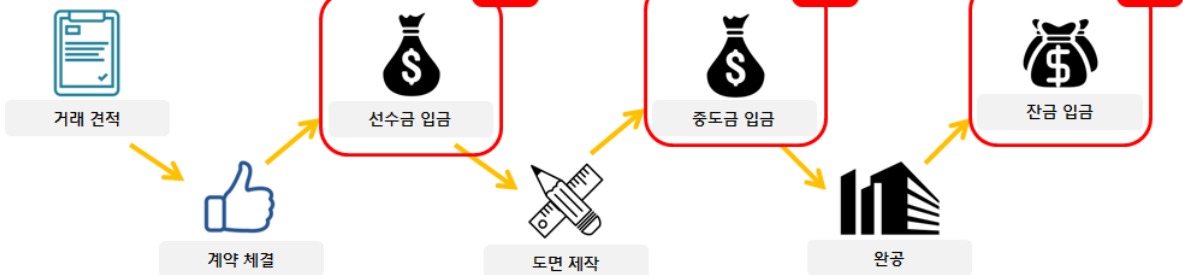 거래 견적
계약 체결
선수금 입금
도면 제작
중도금 입금
완공
잔금 입금